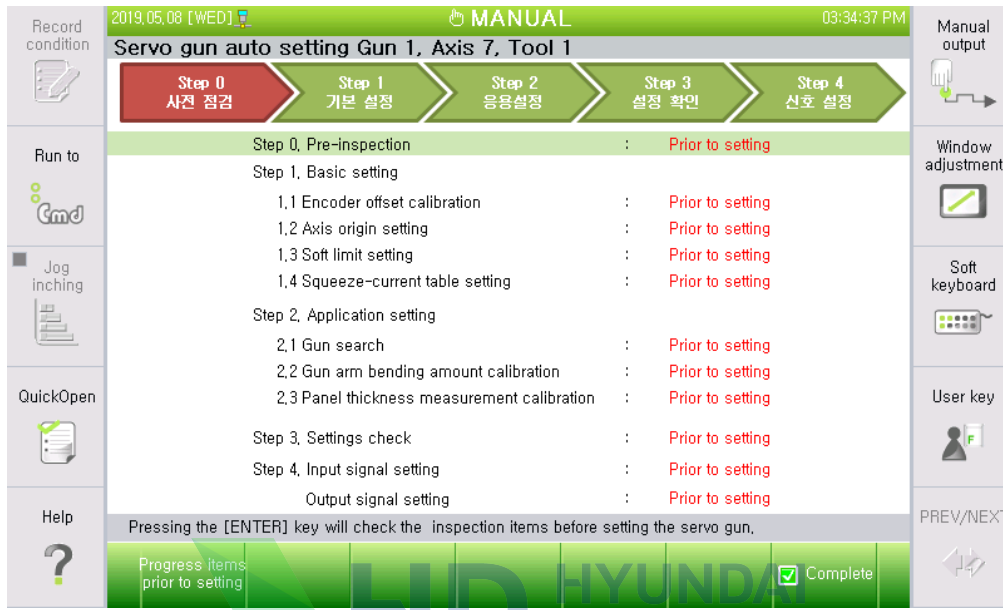 Record
condition
Run to
Cmd
Jog
inching
QuickOpen
Help
2019,05,08 [WED]
MANUAL
03:34:37 PM
Servo gun auto setting Gun 1, Axis 7, Tool 1
Step 0
사전 점검
Step 1
기본 설정
Step 2
응용설정
Step 3
설정 확인
Step 4
신호 설정
Step 0, Pre-inspection : Prior to setting
Step 1, Basic setting
1,1 Encoder offset calibration : Prior to setting
1,2 Axis origin setting : Prior to setting
1,3 Soft limit setting : Prior to setting
1,4 Squeeze-current table setting : Prior to setting
Step 2, Application setting
2,1 Gun search : Prior to setting
2,2 Gun arm bending amount calibration : Prior to setting
2,3 Panel thickness measurement calibration : Prior to setting
Step 3, Settings check : Prior to setting
Step 4, Input signal setting : Prior to setting
Output signal setting : Prior to setting
Pressing the [ENTER] key will check the inspection items before setting the servo gun,
Progress items
prior to setting
HYUNDAI
Complete
Manual
output
Window
adjustment
Soft
keyboard
User key
F
PREV/NEXT